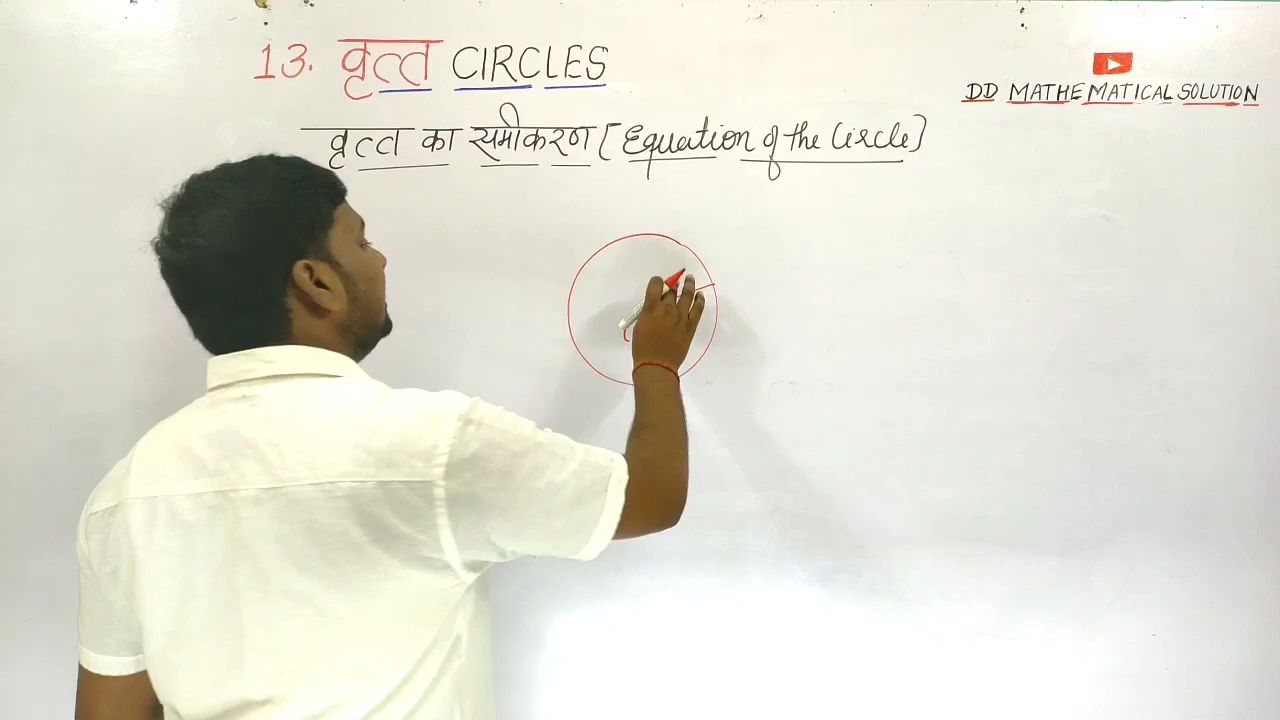 13. वृत्त CIRCLES
DD MATHEMATICAL SOLUTION
वृत्त का समीकरण [Equation of the Circle]